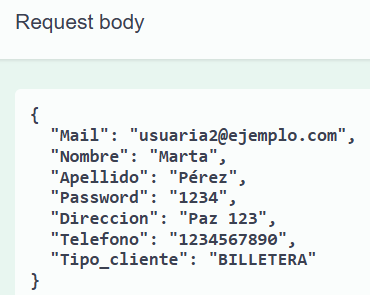 Request body
{
"Mail": "usuaria2@ejemplo.com",
"Nombre": "Marta",
"Apellido": "Pérez",
"Password": "1234",
"Direccion": "Paz 123",
"Telefono": "1234567890",
"Tipo_cliente": "BILLETERA"
}